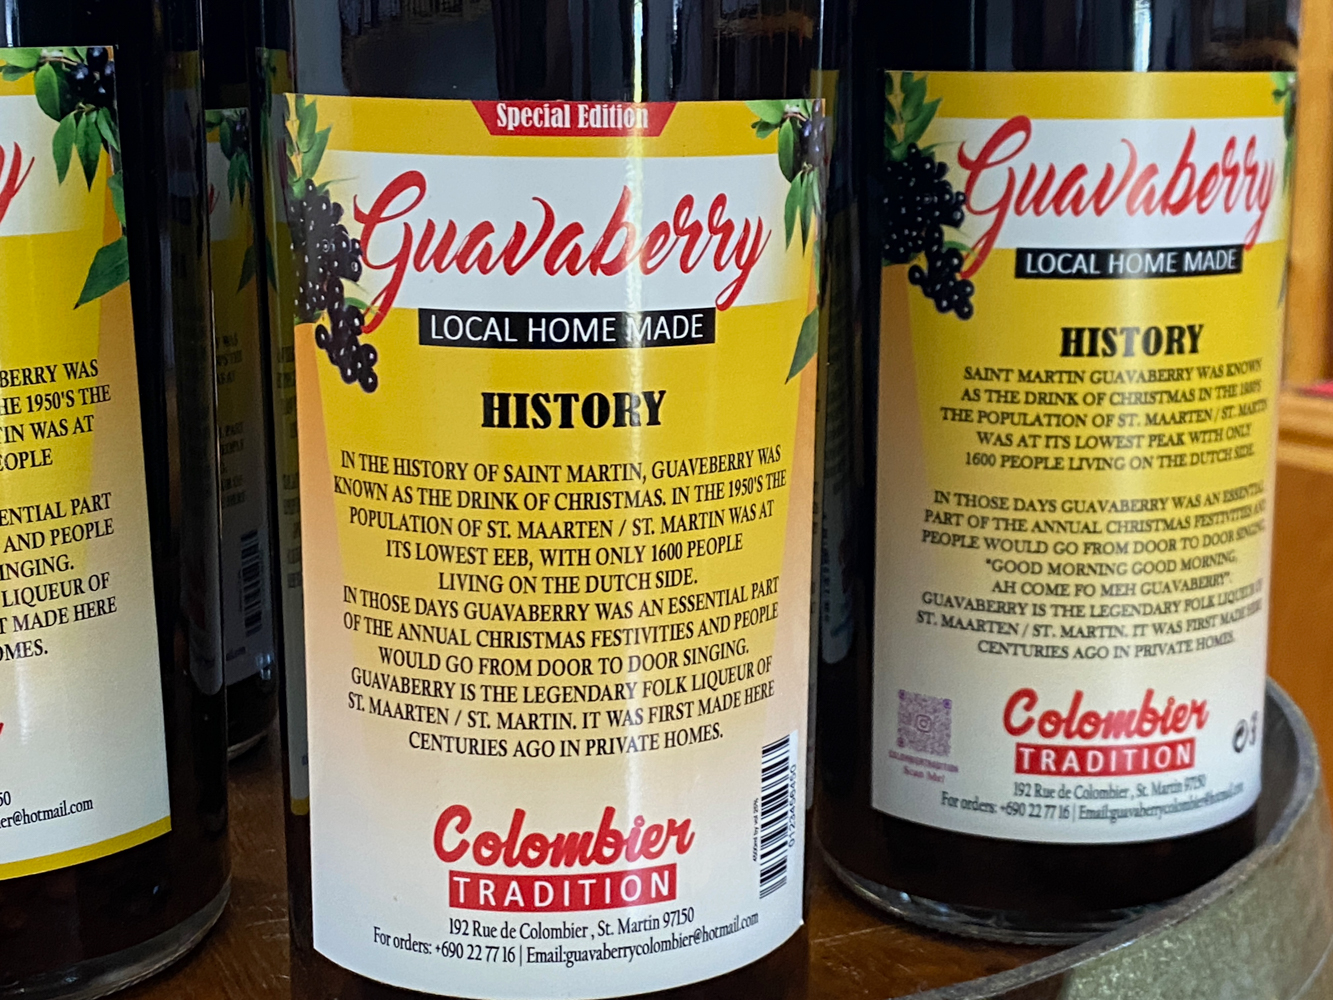 BERRY WAS
HE 1950'S THE
TIN WAS AT
EOPLE
ENTIAL PART
AND PEOPLE
INGING.
LIQUEUR OF
T MADE HERE
OMES.
50
er@hotmail.com
Special Edition
Guavaberry
LOCAL HOME MADE
HISTORY
IN THE HISTORY OF SAINT MARTIN, GUAVEBERRY WAS
KNOWN AS THE DRINK OF CHRISTMAS. IN THE 1950'S THE
POPULATION OF ST. MAARTEN / ST. MARTIN WAS AT
ITS LOWEST EEB, WITH ONLY 1600 PEOPLE
LIVING ON THE DUTCH SIDE.
IN THOSE DAYS GUAVABERRY WAS AN ESSENTIAL PART
OF THE ANNUAL CHRISTMAS FESTIVITIES AND PEOPLE
WOULD GO FROM DOOR TO DOOR SINGING.
GUAVABERRY IS THE LEGENDARY FOLK LIQUEUR OF
ST. MAARTEN / ST. MARTIN. IT WAS FIRST MADE HERE
CENTURIES AGO IN PRIVATE HOMES.
Colombier
TRADITION
192 Rue de Colombier , St. Martin 97150
For orders: +690 22 77 16 | Email:guavaberrycolombier@hotmail.com
Guavaberry
LOCAL HOME MADE
HISTORY
SAINT MARTIN GUAVABERRY WAS KNOWN
AS THE DRINK OF CHRISTMAS IN THE
THE POPULATION OF ST. MAARTEN / ST. MARTIN
WAS AT ITS LOWEST PEAK WITH ONLY
1600 PEOPLE LIVING ON THE DUTCH SIDE.
IN THOSE DAYS GUAVABERRY WAS AN ESSENTIAL
PART OF THE ANNUAL CHRISTMAS FESTIVITIES AND
PEOPLE WOULD GO FROM DOOR TO DOOR SINGING,
"GOOD MORNING GOOD MORNING,
AH COME FO MEH GUAVABERRY".
GUAVABERRY IS THE LEGENDARY FOLK LIQUEUR OF
ST. MAARTEN / ST. MARTIN. IT WAS FIRST MADE HERE
CENTURIES AGO IN PRIVATE HOMES.
Colombier
TRADITION
Scan Me!
192 Rue de Colombier , St. Martin 97150
For orders: +690 22 77 16 | Email:guavaberrycolombier@hotmail.com